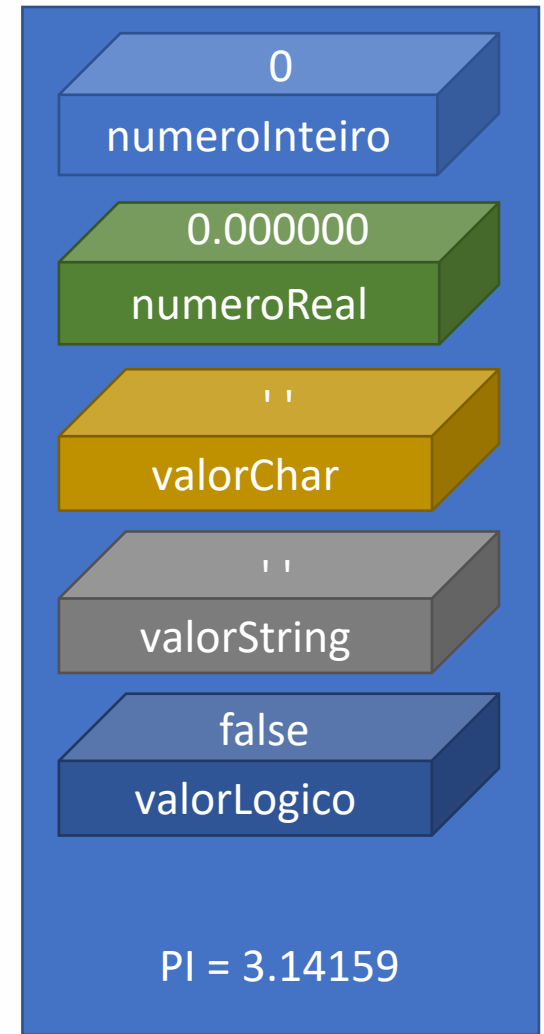 0
numeroInteiro
0.000000
numeroReal
' '
valorChar
' '
valorString
false
valorLogico
PI = 3.14159